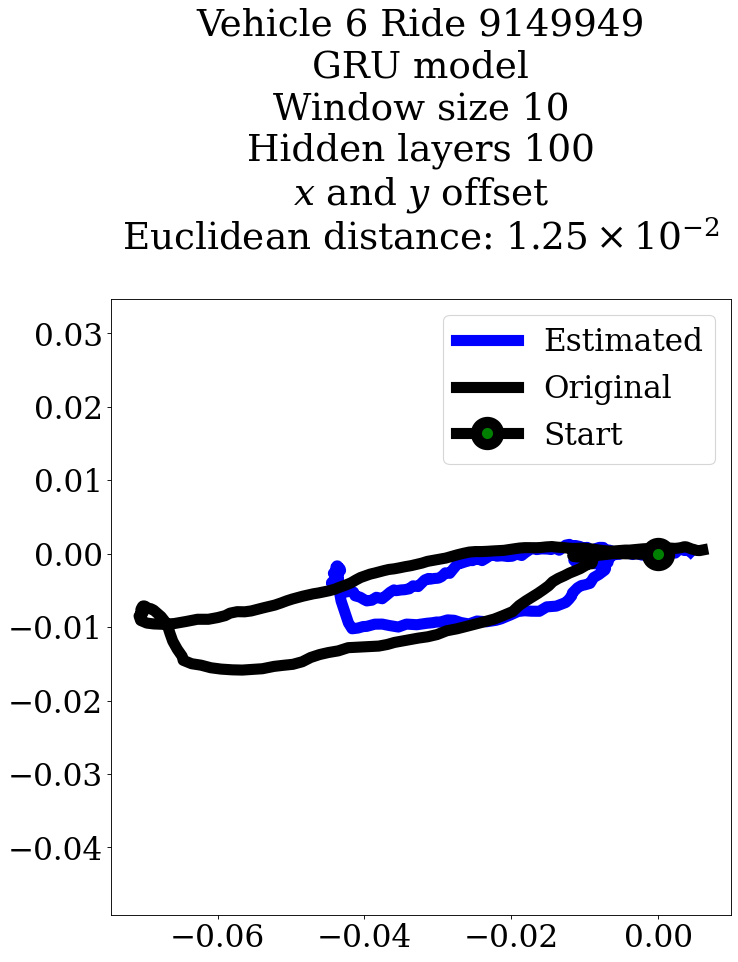 Vehicle 6 Ride 9149949
GRU model
Window size 10
Hidden layers 100
x and y offset
Euclidean distance: 1.25 × 10⁻²
Estimated
Original
Start
0.03
0.02
0.01
0.00
−0.01
−0.02
−0.03
−0.04
−0.06 −0.04 −0.02 0.00